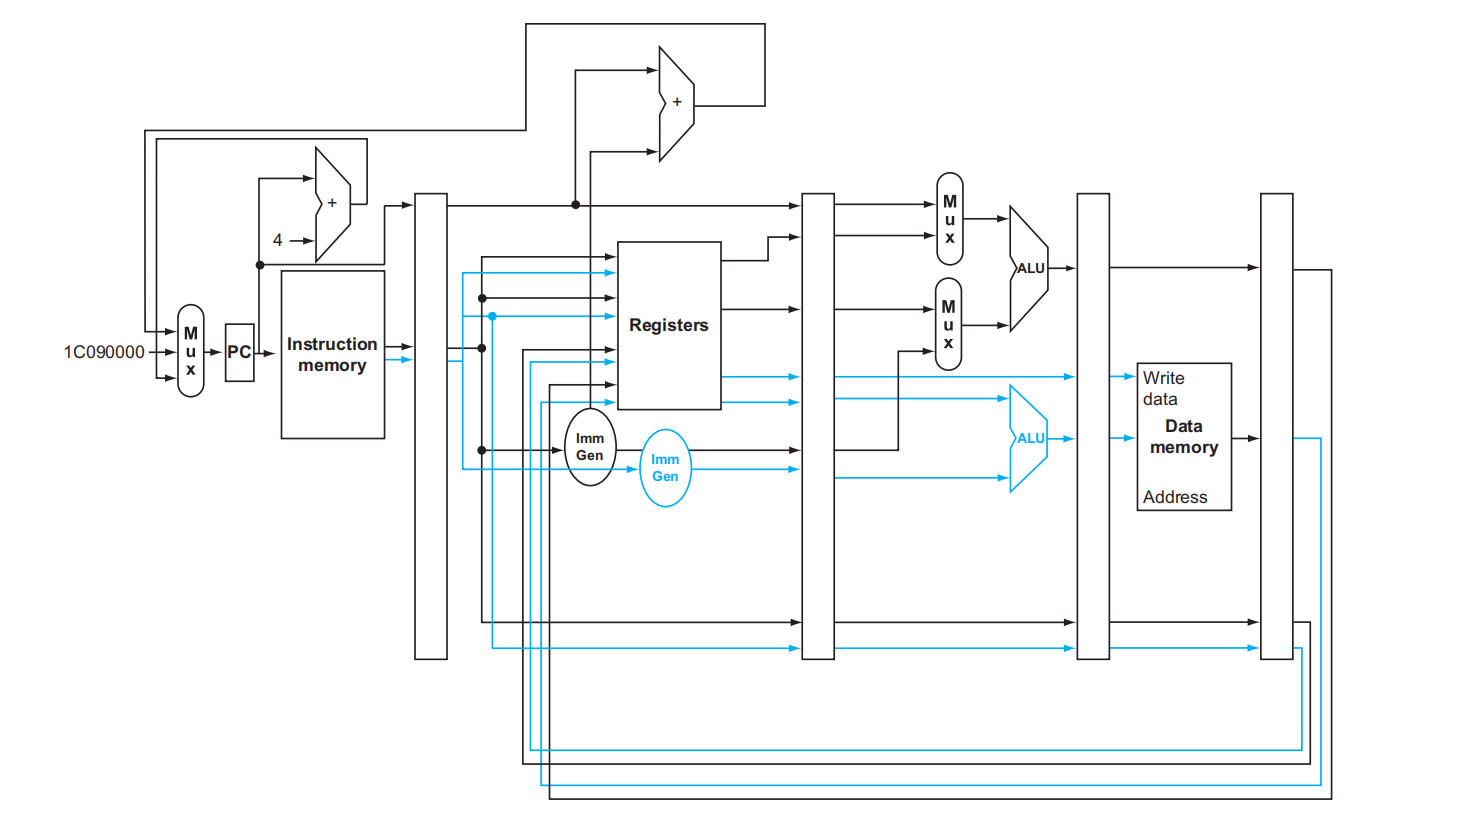 +
+
4
M
u
x
1C090000
M
u
x
PC
Instruction
memory
Registers
Imm
Gen
Imm
Gen
M
u
x
ALU
ALU
Write
data
Data
memory
Address